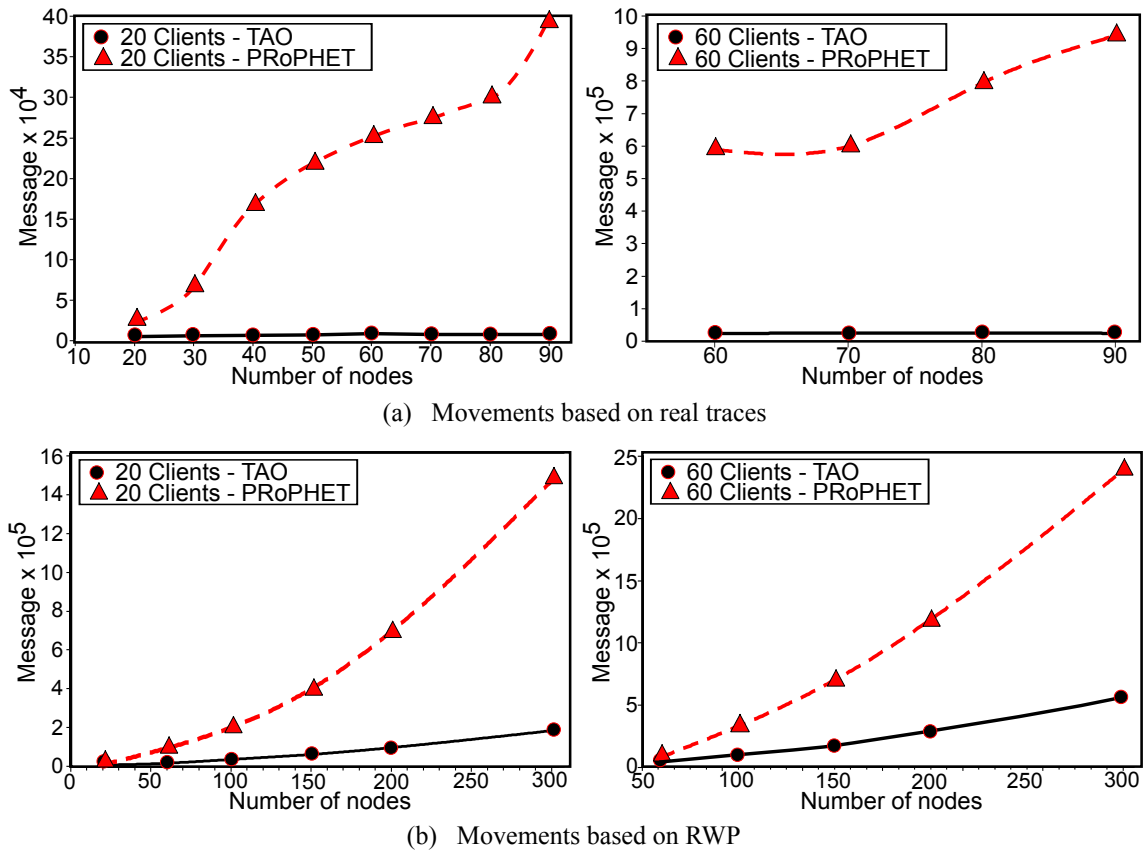 40
35
30
25
20
15
10
5
0
Message x 10^4
20 Clients - TAO
20 Clients - PRoPHET
10 20 30 40 50 60 70 80 90
Number of nodes
10
9
8
7
6
5
4
3
2
1
0
Message x 10^5
60 Clients - TAO
60 Clients - PRoPHET
60 70 80 90
Number of nodes
(a) Movements based on real traces
16
14
12
10
8
6
4
2
0
Message x 10^5
20 Clients - TAO
20 Clients - PRoPHET
0 50 100 150 200 250 300
Number of nodes
25
20
15
10
5
0
Message x 10^5
60 Clients - TAO
60 Clients - PRoPHET
50 100 150 200 250 300
Number of nodes
(b) Movements based on RWP